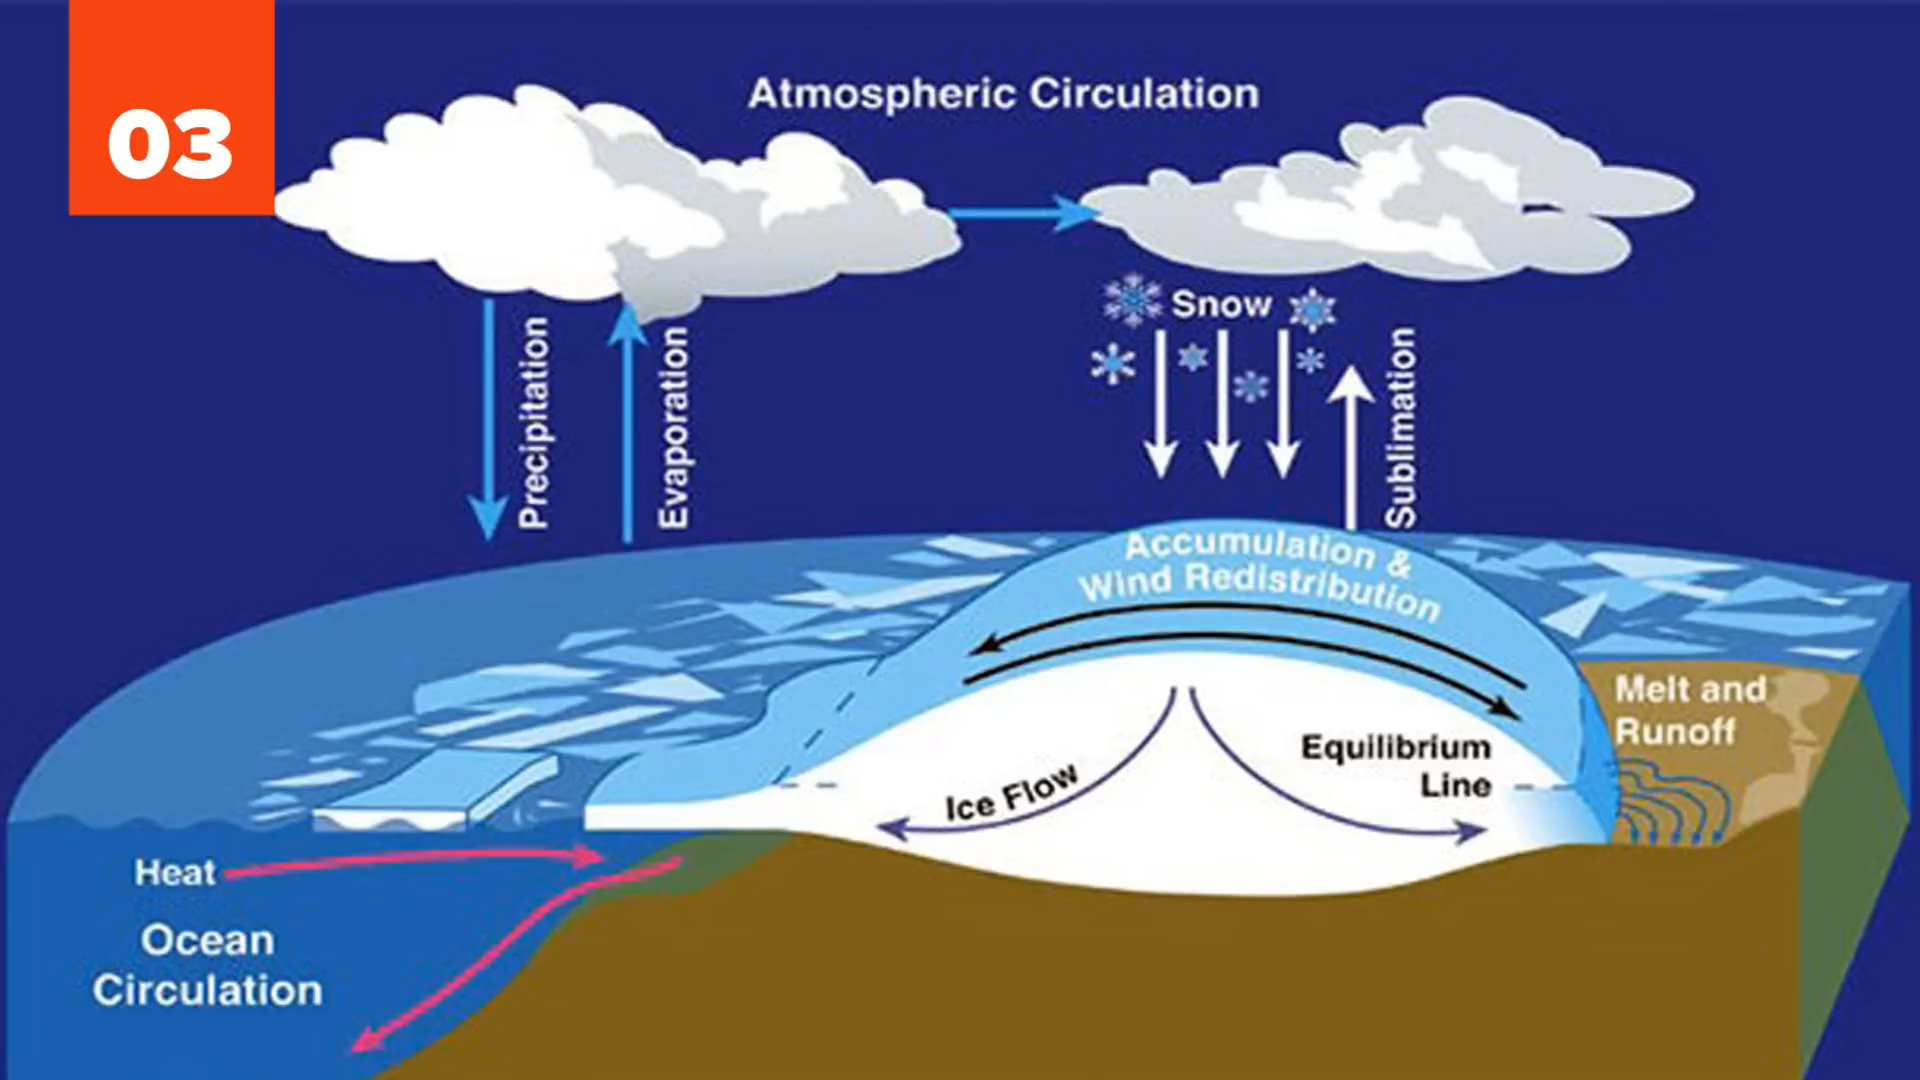 03
Atmospheric Circulation
Precipitation
Evaporation
Snow
Sublimation
Accumulation &
Wind Redistribution
Melt and
Runoff
Equilibrium
Line
Ice Flow
Heat
Ocean
Circulation